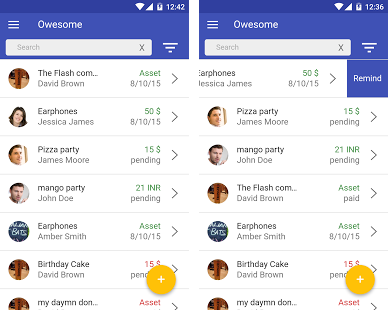 12:42
Owesome
Search X
The Flash com... Asset
David Brown 8/10/15
Earphones 50 $
Jessica James 8/10/15
Pizza party 15 $
James Moore pending
mango party 21 INR
John Doe pending
Earphones Asset
Amber Smith 8/10/15
Birthday Cake 15 $
David Brown pending
my daymn don... Asset
+
12:36
Owesome
Search X
Earphones 50 $
Jessica James 8/10/15
Remind
Pizza party 15 $
James Moore pending
mango party 21 INR
John Doe pending
The Flash com... Asset
David Brown paid
Earphones Asset
Amber Smith 8/10/15
Birthday Cake 15 $
David Brown pending
my daymn don... Asset
+